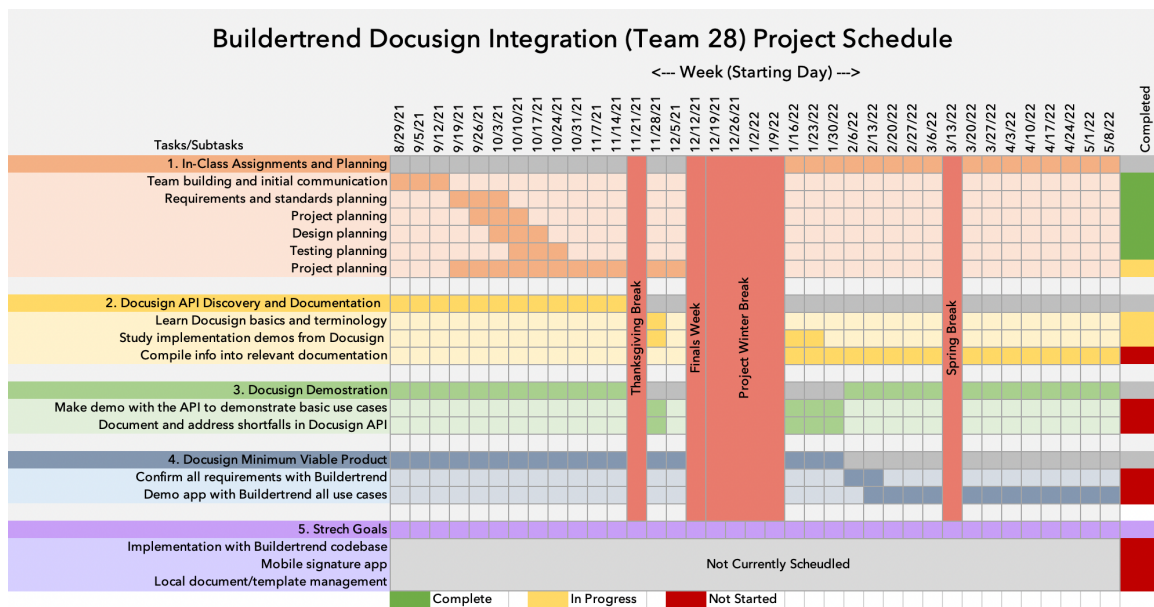 Buildertrend Docusign Integration (Team 28) Project Schedule
<--- Week (Starting Day) --->
Tasks/Subtasks
8/29/21
9/5/21
9/12/21
9/19/21
9/26/21
10/3/21
10/10/21
10/17/21
10/24/21
10/31/21
11/7/21
11/14/21
11/21/21
11/28/21
12/5/21
12/12/21
12/19/21
12/26/21
1/2/22
1/9/22
1/16/22
1/23/22
1/30/22
2/6/22
2/13/22
2/20/22
2/27/22
3/6/22
3/13/22
3/20/22
3/27/22
4/3/22
4/10/22
4/17/22
4/24/22
5/1/22
5/8/22
Completed
1. In-Class Assignments and Planning
Team building and initial communication
Requirements and standards planning
Project planning
Design planning
Testing planning
Project planning
2. Docusign API Discovery and Documentation
Learn Docusign basics and terminology
Study implementation demos from Docusign
Compile info into relevant documentation
3. Docusign Demostration
Make demo with the API to demonstrate basic use cases
Document and address shortfalls in Docusign API
4. Docusign Minimum Viable Product
Confirm all requirements with Buildertrend
Demo app with Buildertrend all use cases
5. Strech Goals
Implementation with Buildertrend codebase
Mobile signature app
Local document/template management
Thanksgiving Break
Finals Week
Project Winter Break
Spring Break
Not Currently Scheudled
Complete
In Progress
Not Started